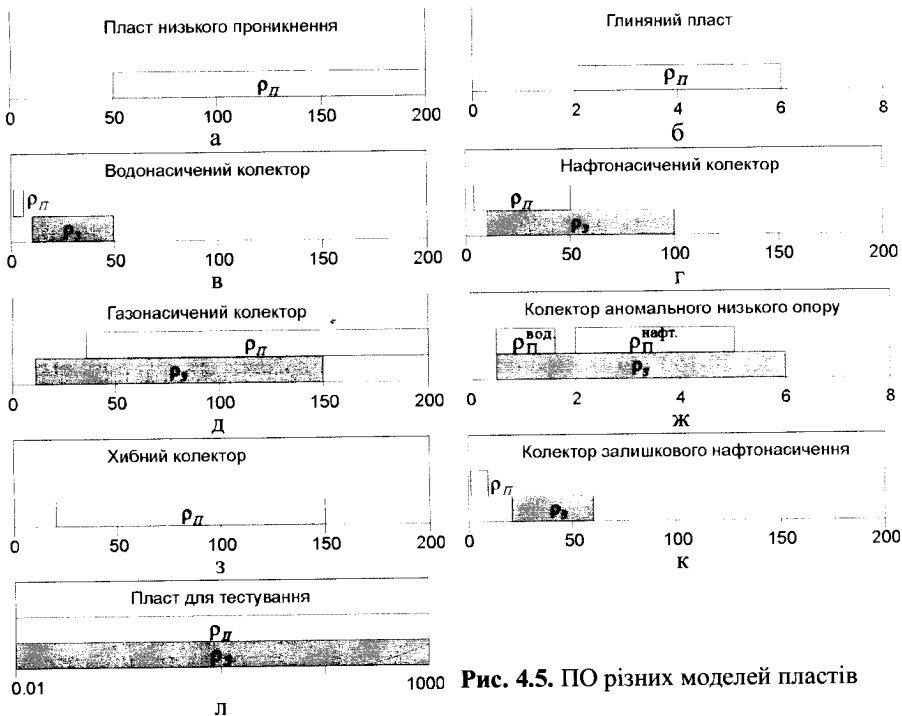 Пласт низького проникнення
ρП
0 50 100 150 200
а
Глиняний пласт
ρП
0 2 4 6 8
б
Водонасичений колектор
ρП
ρз
0 50 100 150 200
в
Нафтонасичений колектор
ρП
ρз
0 50 100 150 200
г
Газонасичений колектор
ρП
ρз
0 50 100 150 200
д
Колектор аномального низького опору
ρП вод. ρП нафт.
ρз
0 2 4 6 8
ж
Хибний колектор
ρП
0 50 100 150 200
з
Колектор залишкового нафтонасичення
ρП
ρз
0 50 100 150 200
к
Пласт для тестування
ρП
ρз
0.01 1000
л
Рис. 4.5. ПО різних моделей пластів